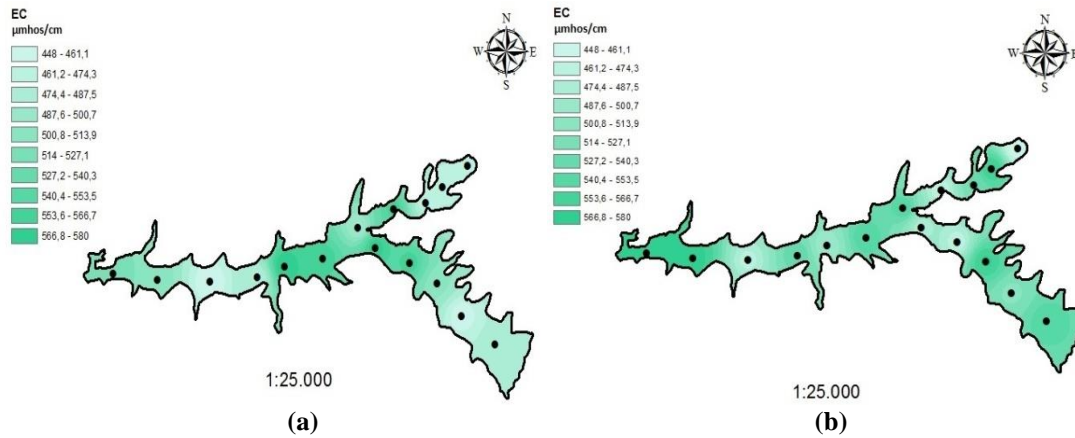 EC
µmhos/cm
448 - 461,1
461,2 - 474,3
474,4 - 487,5
487,6 - 500,7
500,8 - 513,9
514 - 527,1
527,2 - 540,3
540,4 - 553,5
553,6 - 566,7
566,8 - 580
N
W E
S
1:25.000
(a)
EC
µmhos/cm
448 - 461,1
461,2 - 474,3
474,4 - 487,5
487,6 - 500,7
500,8 - 513,9
514 - 527,1
527,2 - 540,3
540,4 - 553,5
553,6 - 566,7
566,8 - 580
N
W E
S
1:25.000
(b)